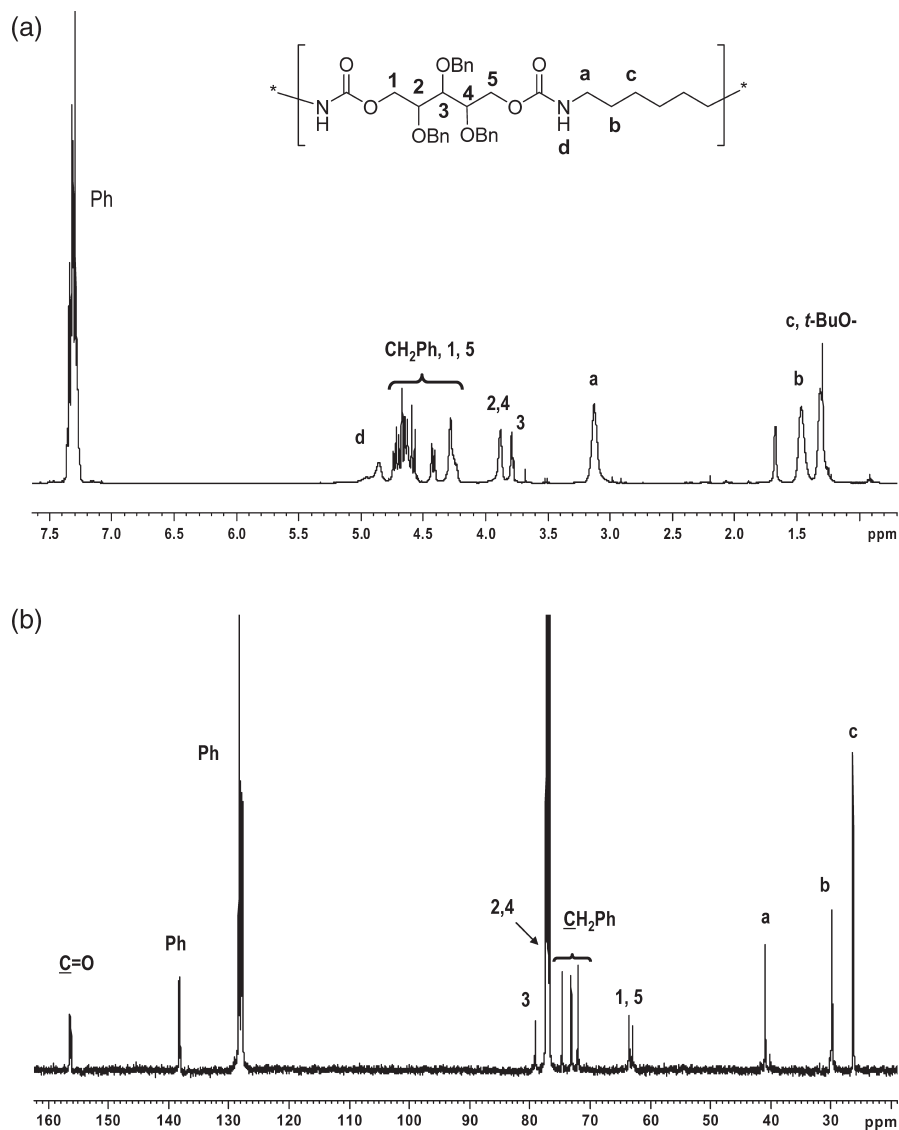 (a)
* N H O O 1 2 OBn OBn 3 4 OBn 5 O O N H d a b c *
Ph
CH₂Ph, 1, 5
d
2,4
3
a
b
c, t-BuO-
7.5 7.0 6.0 5.5 5.0 4.5 4.0 3.5 3.0 2.5 2.0 1.5 ppm
(b)
C=O
Ph
Ph
3
2,4
CH₂Ph
1, 5
a
b
c
160 150 140 130 120 110 100 90 80 70 60 50 40 30 ppm